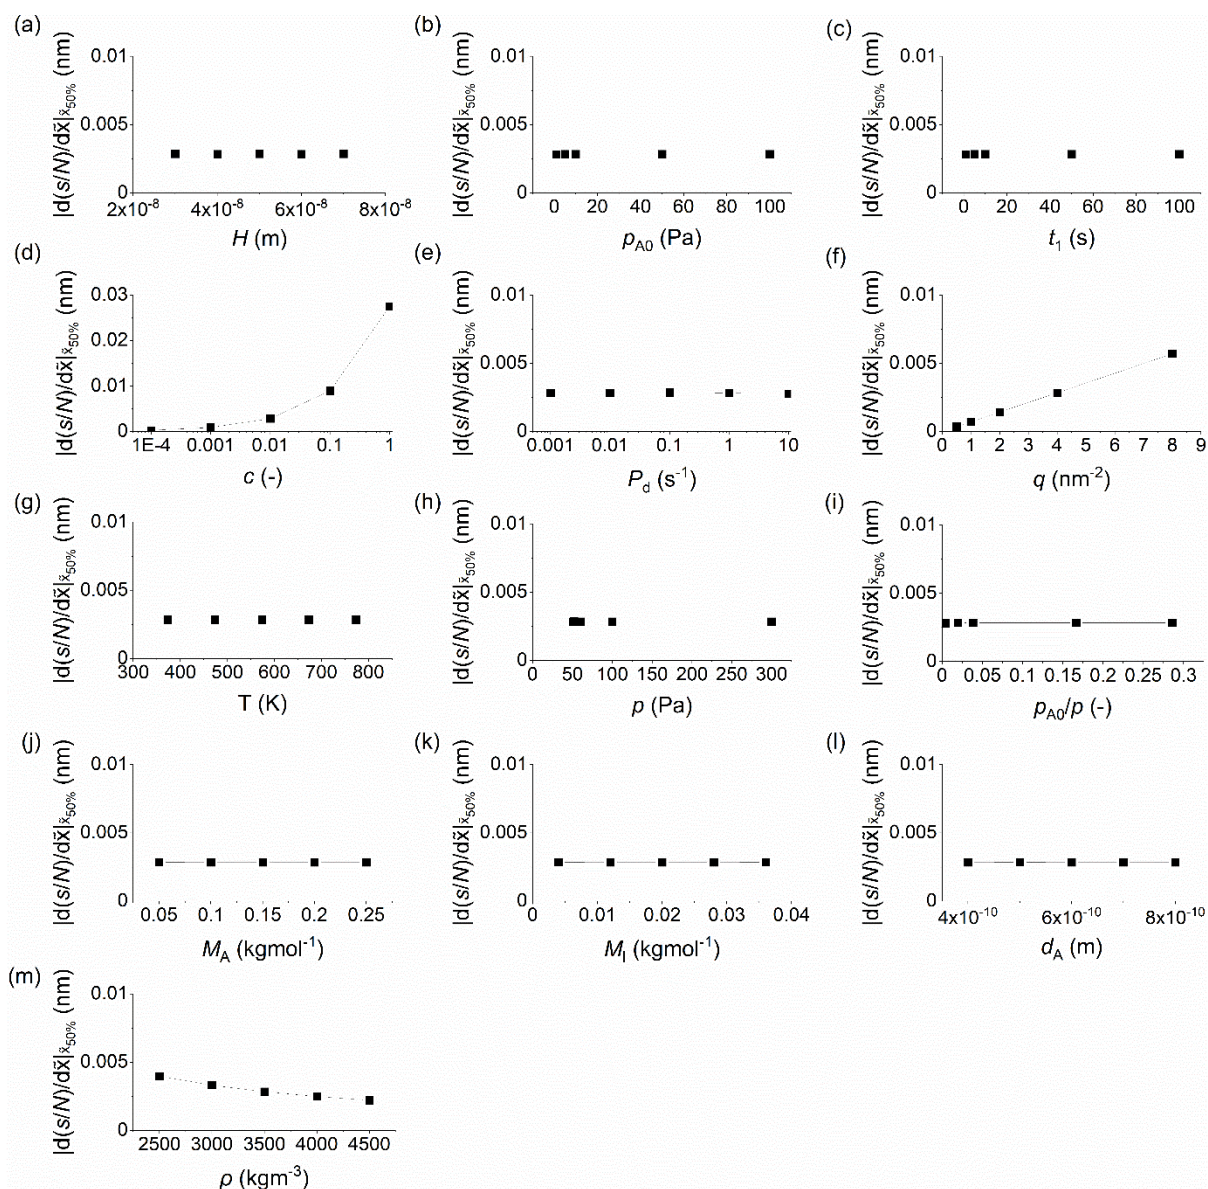 (a)
|d(s/N)/dx̃|x̃50% (nm)
0.01
0.005
0
2x10⁻⁸ 4x10⁻⁸ 6x10⁻⁸ 8x10⁻⁸
H (m)
(b)
|d(s/N)/dx̃|x̃50% (nm)
0.01
0.005
0
0 20 40 60 80 100
pA0 (Pa)
(c)
|d(s/N)/dx̃|x̃50% (nm)
0.01
0.005
0
0 20 40 60 80 100
t1 (s)
(d)
|d(s/N)/dx̃|x̃50% (nm)
0.03
0.02
0.01
0
1E-4 0.001 0.01 0.1 1
c (-)
(e)
|d(s/N)/dx̃|x̃50% (nm)
0.01
0.005
0
0.001 0.01 0.1 1 10
Pd (s⁻¹)
(f)
|d(s/N)/dx̃|x̃50% (nm)
0.01
0.005
0
0 1 2 3 4 5 6 7 8 9
q (nm⁻²)
(g)
|d(s/N)/dx̃|x̃50% (nm)
0.01
0.005
0
300 400 500 600 700 800
T (K)
(h)
|d(s/N)/dx̃|x̃50% (nm)
0.01
0.005
0
0 50 100 150 200 250 300
p (Pa)
(i)
|d(s/N)/dx̃|x̃50% (nm)
0.01
0.005
0
0 0.05 0.1 0.15 0.2 0.25 0.3
pA0/p (-)
(j)
|d(s/N)/dx̃|x̃50% (nm)
0.01
0.005
0
0.05 0.1 0.15 0.2 0.25
MA (kgmol⁻¹)
(k)
|d(s/N)/dx̃|x̃50% (nm)
0.01
0.005
0
0 0.01 0.02 0.03 0.04
MI (kgmol⁻¹)
(l)
|d(s/N)/dx̃|x̃50% (nm)
0.01
0.005
0
4x10⁻¹⁰ 6x10⁻¹⁰ 8x10⁻¹⁰
dA (m)
(m)
|d(s/N)/dx̃|x̃50% (nm)
0.01
0.005
0
2500 3000 3500 4000 4500
ρ (kgm⁻³)